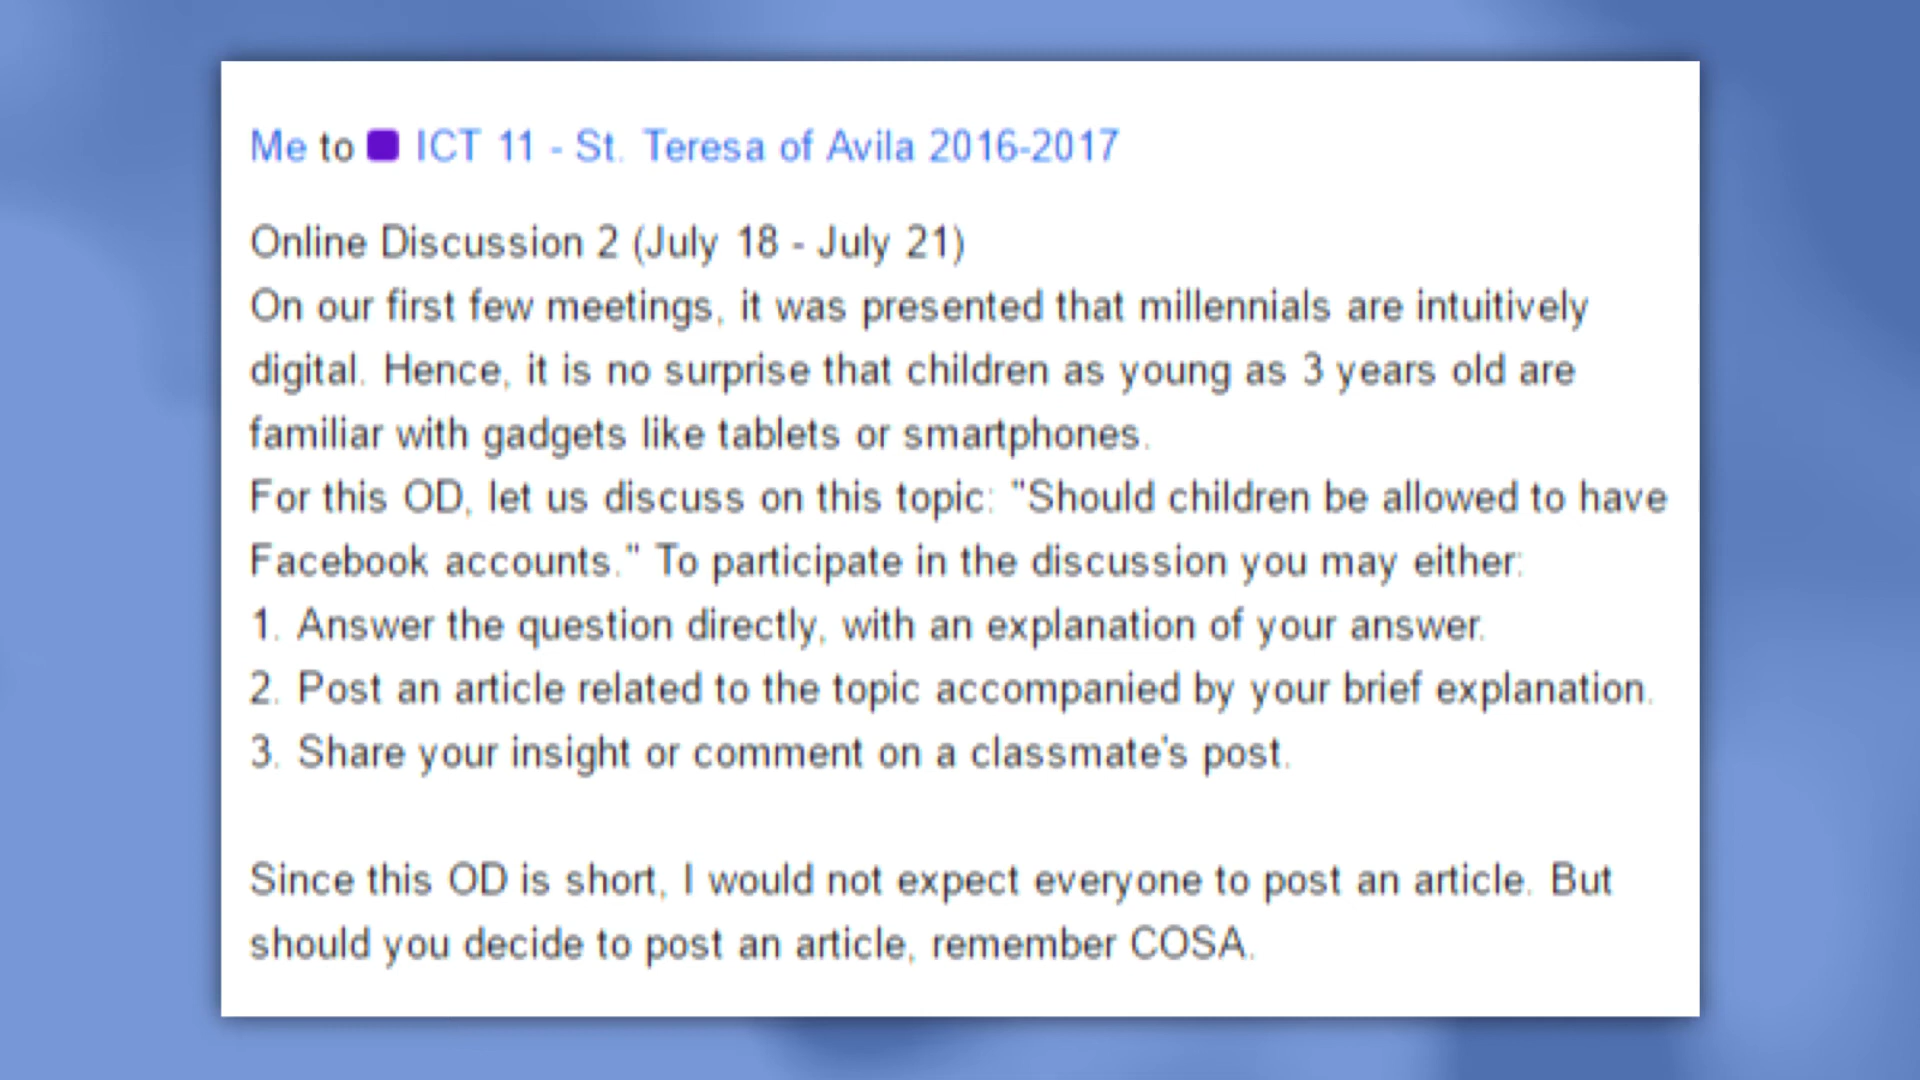 Me to ICT 11 - St. Teresa of Avila 2016-2017
Online Discussion 2 (July 18 - July 21)
On our first few meetings, it was presented that millennials are intuitively
digital. Hence, it is no surprise that children as young as 3 years old are
familiar with gadgets like tablets or smartphones.
For this OD, let us discuss on this topic: "Should children be allowed to have
Facebook accounts." To participate in the discussion you may either:
1. Answer the question directly, with an explanation of your answer.
2. Post an article related to the topic accompanied by your brief explanation.
3. Share your insight or comment on a classmate's post.
Since this OD is short, I would not expect everyone to post an article. But
should you decide to post an article, remember COSA.